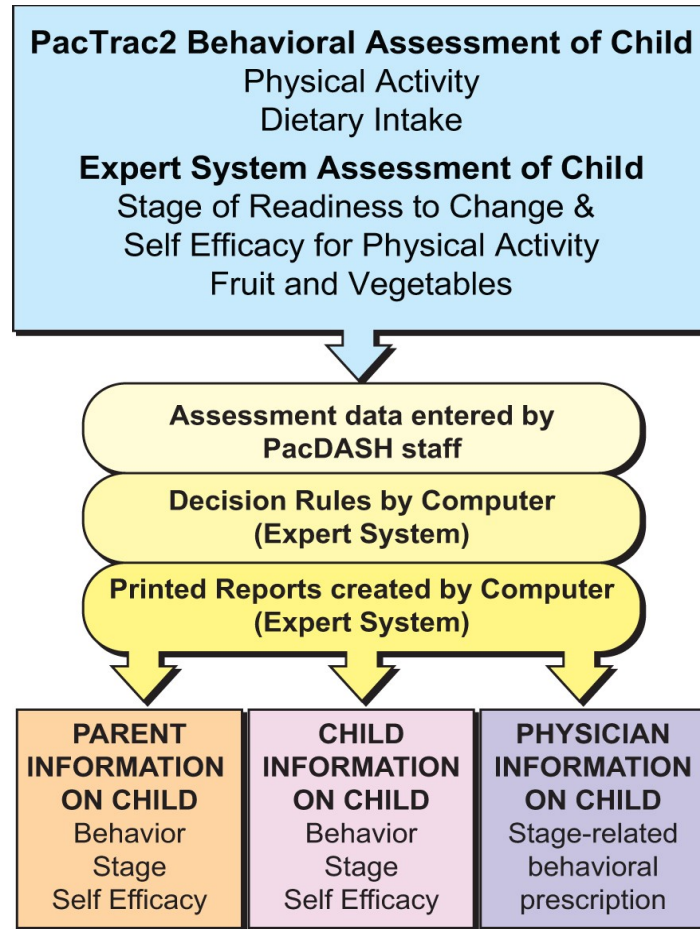 PacTrac2 Behavioral Assessment of Child
Physical Activity
Dietary Intake
Expert System Assessment of Child
Stage of Readiness to Change &
Self Efficacy for Physical Activity
Fruit and Vegetables
Assessment data entered by
PacDASH staff
Decision Rules by Computer
(Expert System)
Printed Reports created by Computer
(Expert System)
PARENT
INFORMATION
ON CHILD
Behavior
Stage
Self Efficacy
CHILD
INFORMATION
ON CHILD
Behavior
Stage
Self Efficacy
PHYSICIAN
INFORMATION
ON CHILD
Stage-related
behavioral
prescription